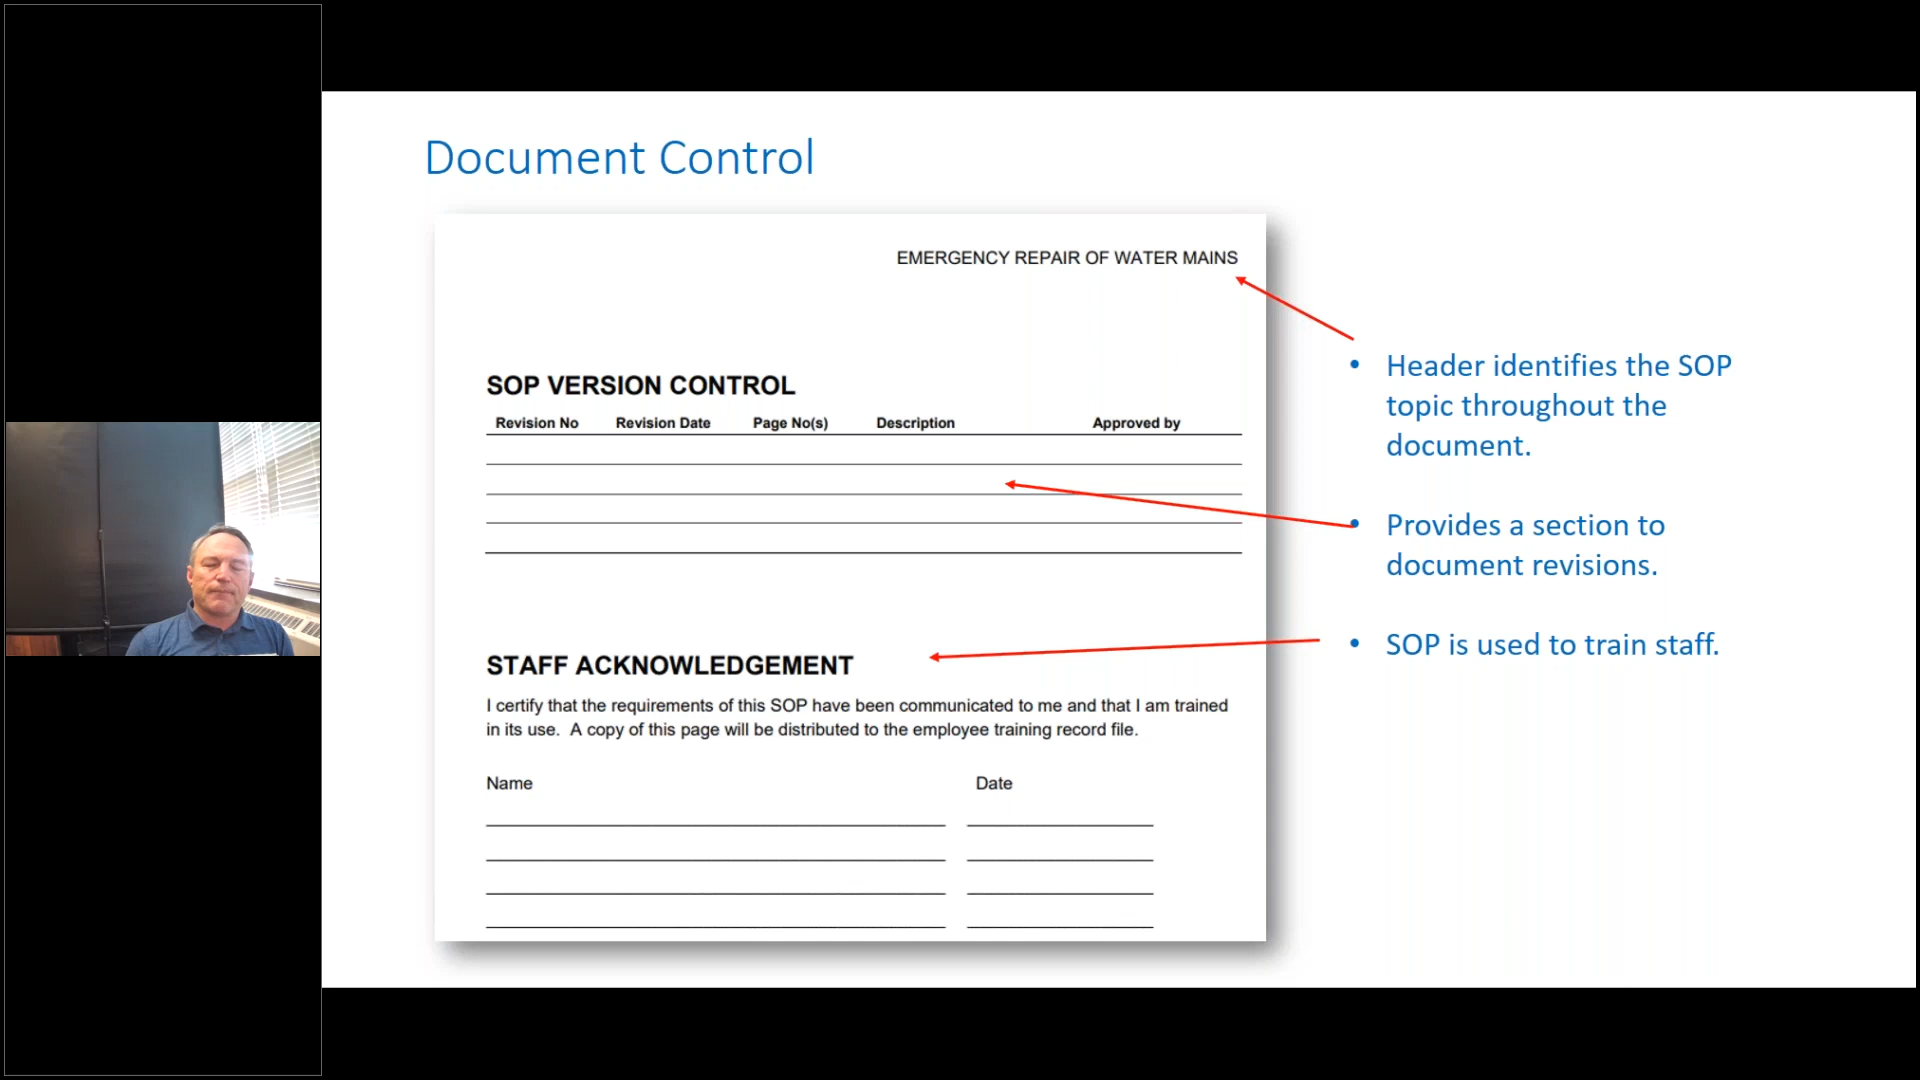 Document Control
EMERGENCY REPAIR OF WATER MAINS
SOP VERSION CONTROL
Revision No Revision Date Page No(s) Description Approved by
STAFF ACKNOWLEDGEMENT
I certify that the requirements of this SOP have been communicated to me and that I am trained
in its use. A copy of this page will be distributed to the employee training record file.
Name Date
• Header identifies the SOP
topic throughout the
document.
• Provides a section to
document revisions.
• SOP is used to train staff.